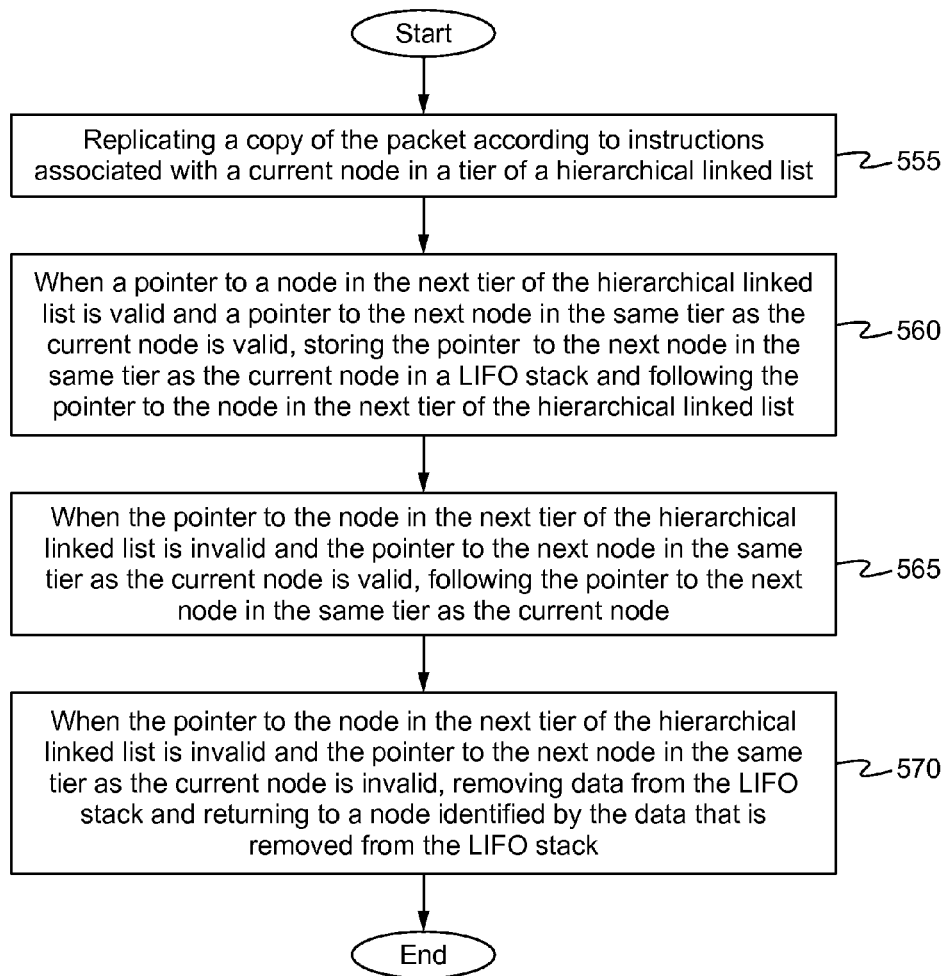 Start
Replicating a copy of the packet according to instructions
associated with a current node in a tier of a hierarchical linked list
555
When a pointer to a node in the next tier of the hierarchical linked
list is valid and a pointer to the next node in the same tier as the
current node is valid, storing the pointer to the next node in the
same tier as the current node in a LIFO stack and following the
pointer to the node in the next tier of the hierarchical linked list
560
When the pointer to the node in the next tier of the hierarchical
linked list is invalid and the pointer to the next node in the same
tier as the current node is valid, following the pointer to the next
node in the same tier as the current node
565
When the pointer to the node in the next tier of the hierarchical
linked list is invalid and the pointer to the next node in the same
tier as the current node is invalid, removing data from the LIFO
stack and returning to a node identified by the data that is
removed from the LIFO stack
570
End